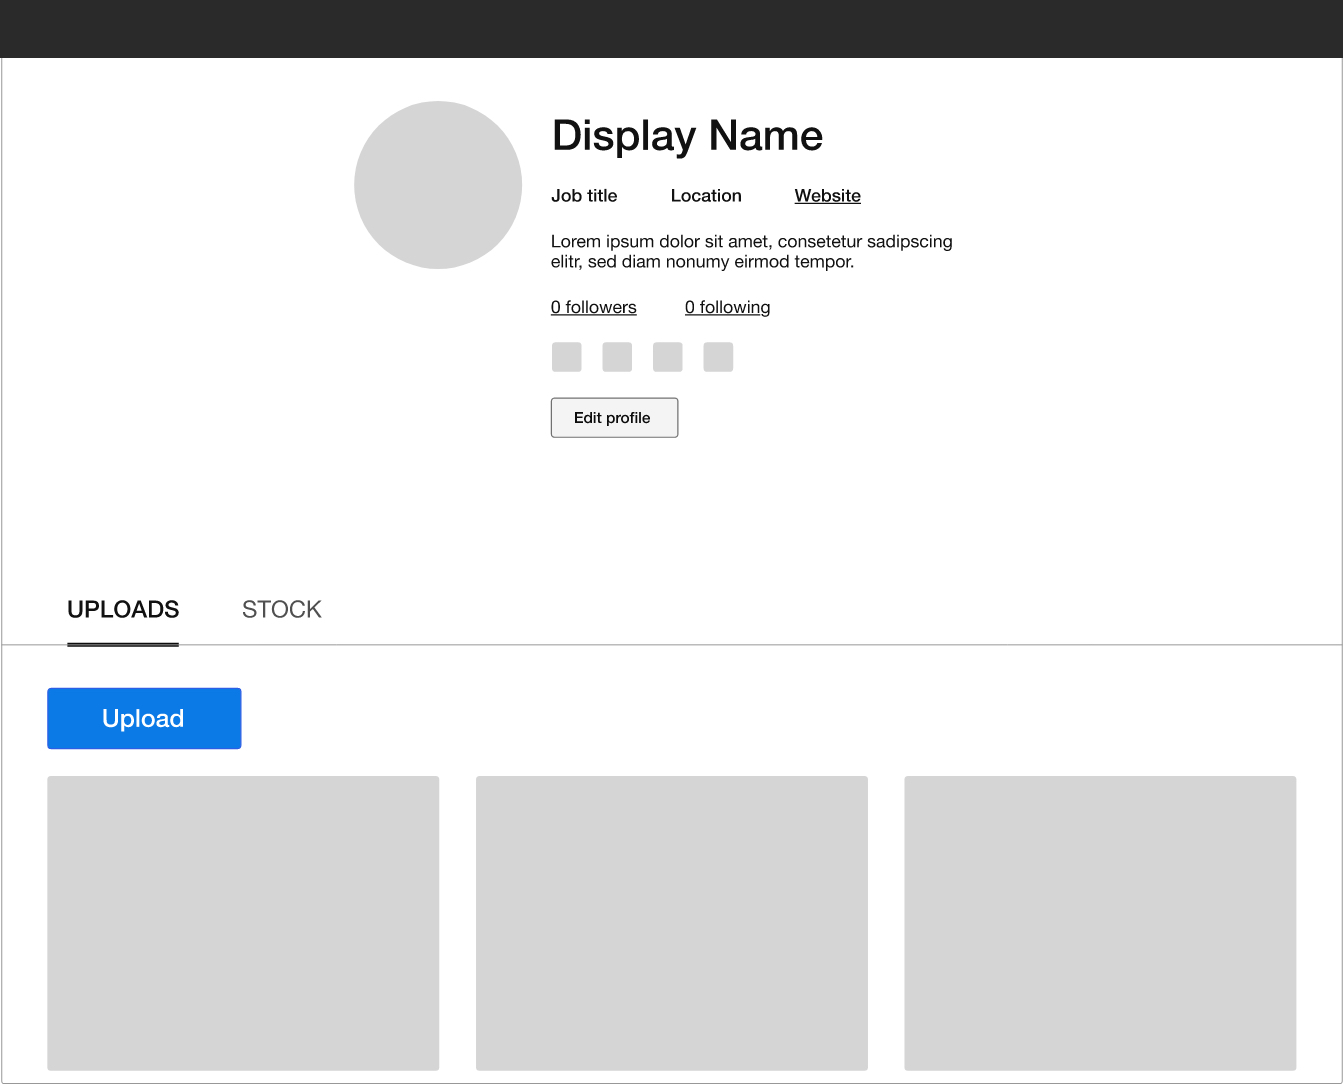 Display Name
Job title Location Website
Lorem ipsum dolor sit amet, consetetur sadipscing
elitr, sed diam nonumy eirmod tempor.
0 followers 0 following
Edit profile
UPLOADS STOCK
Upload